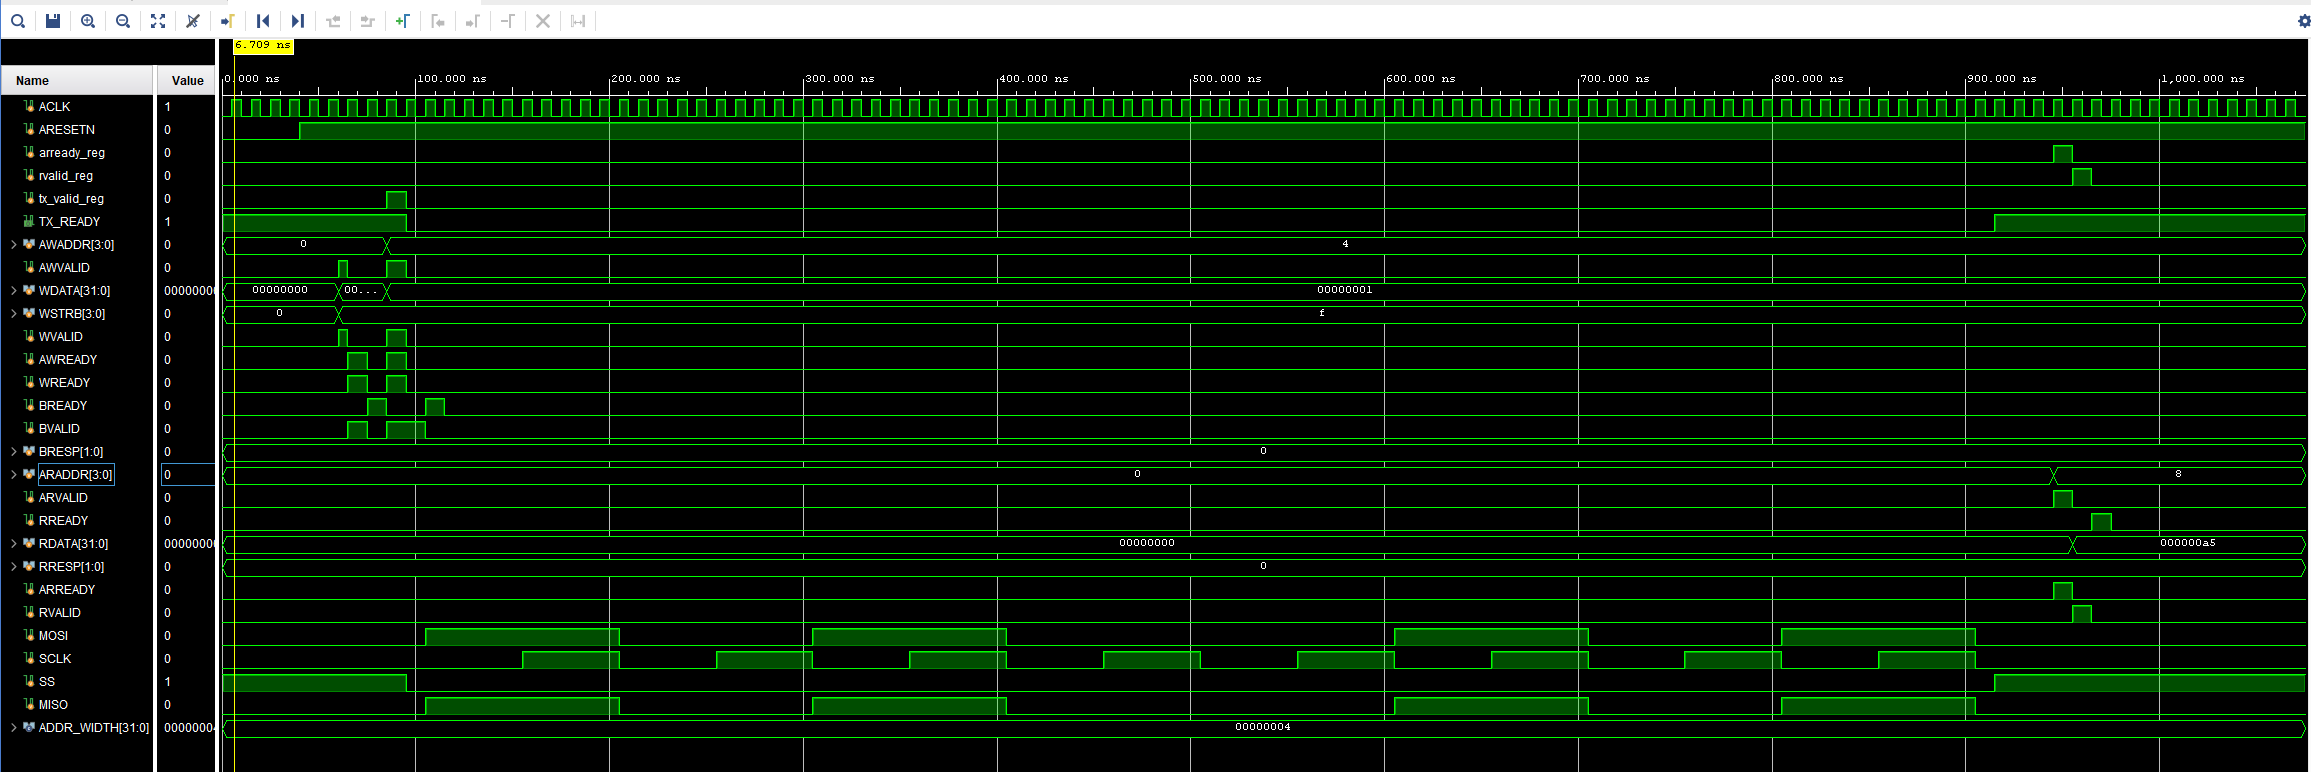 6.709 ns
Name Value
0.000 ns 100.000 ns 200.000 ns 300.000 ns 400.000 ns 500.000 ns 600.000 ns 700.000 ns 800.000 ns 900.000 ns 1,000.000 ns
ACLK 1
ARESETN 0
arready_reg 0
rvalid_reg 0
tx_valid_reg 0
TX_READY 1
AWADDR[3:0] 0 0 4
AWVALID 0
WDATA[31:0] 0000000 00000000 00... 00000001
WSTRB[3:0] 0 0 f
WVALID 0
AWREADY 0
WREADY 0
BREADY 0
BVALID 0
BRESP[1:0] 0 0
ARADDR[3:0] 0 0 8
ARVALID 0
RREADY 0
RDATA[31:0] 0000000 00000000 000000a5
RRESP[1:0] 0 0
ARREADY 0
RVALID 0
MOSI 0
SCLK 0
SS 1
MISO 0
ADDR_WIDTH[31:0] 0000000 00000004